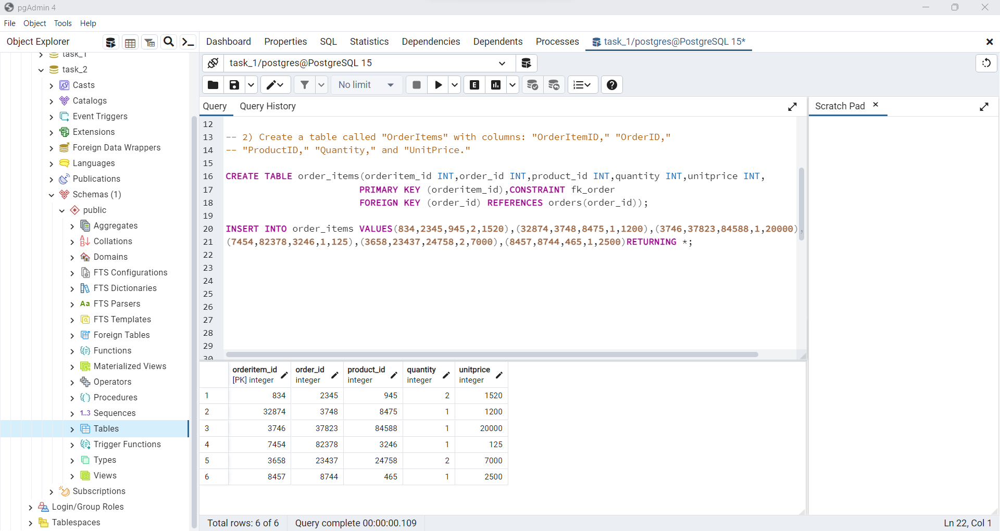 pgAdmin 4
File Object Tools Help
Object Explorer
Dashboard Properties SQL Statistics Dependencies Dependents Processes task_1/postgres@PostgreSQL 15*
task_1
task_2
Casts
Catalogs
Event Triggers
Extensions
Foreign Data Wrappers
Languages
Publications
Schemas (1)
public
Aggregates
Collations
Domains
FTS Configurations
FTS Dictionaries
Aa FTS Parsers
FTS Templates
Foreign Tables
Functions
Materialized Views
Operators
Procedures
1..3 Sequences
Tables
Trigger Functions
Types
Views
Subscriptions
Login/Group Roles
Tablespaces
task_1/postgres@PostgreSQL 15
No limit
E
Query Query History
Scratch Pad
12
13 -- 2) Create a table called "OrderItems" with columns: "OrderItemID," "OrderID,"
14 -- "ProductID," "Quantity," and "UnitPrice."
15
16 CREATE TABLE order_items(orderitem_id INT,order_id INT,product_id INT,quantity INT,unitprice INT,
17 PRIMARY KEY (orderitem_id),CONSTRAINT fk_order
18 FOREIGN KEY (order_id) REFERENCES orders(order_id));
19
20 INSERT INTO order_items VALUES(834,2345,945,2,1520),(32874,3748,8475,1,1200),(3746,37823,84588,1,20000),
21 (7454,82378,3246,1,125),(3658,23437,24758,2,7000),(8457,8744,465,1,2500)RETURNING *;
22
23
24
25
26
27
28
29
30
orderitem_id order_id product_id quantity unitprice
[PK] integer integer integer integer integer
1 834 2345 945 2 1520
2 32874 3748 8475 1 1200
3 3746 37823 84588 1 20000
4 7454 82378 3246 1 125
5 3658 23437 24758 2 7000
6 8457 8744 465 1 2500
Total rows: 6 of 6 Query complete 00:00:00.109 Ln 22, Col 1